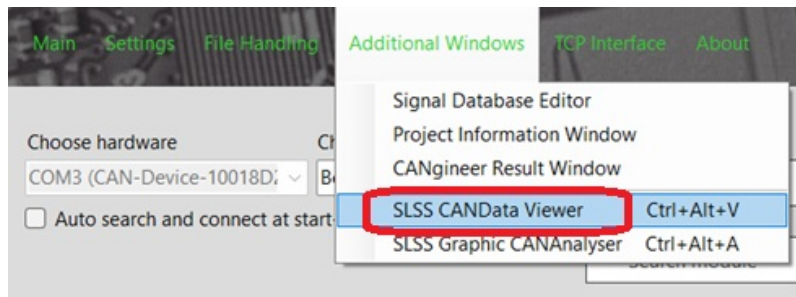 Main Settings File Handling Additional Windows TCP Interface About
Signal Database Editor
Project Information Window
Choose hardware
CANgineer Result Window
COM3 (CAN-Device-10018D
SLSS CANData Viewer Ctrl+Alt+V
Auto search and connect at start-
SLSS Graphic CANAnalyser Ctrl+Alt+A